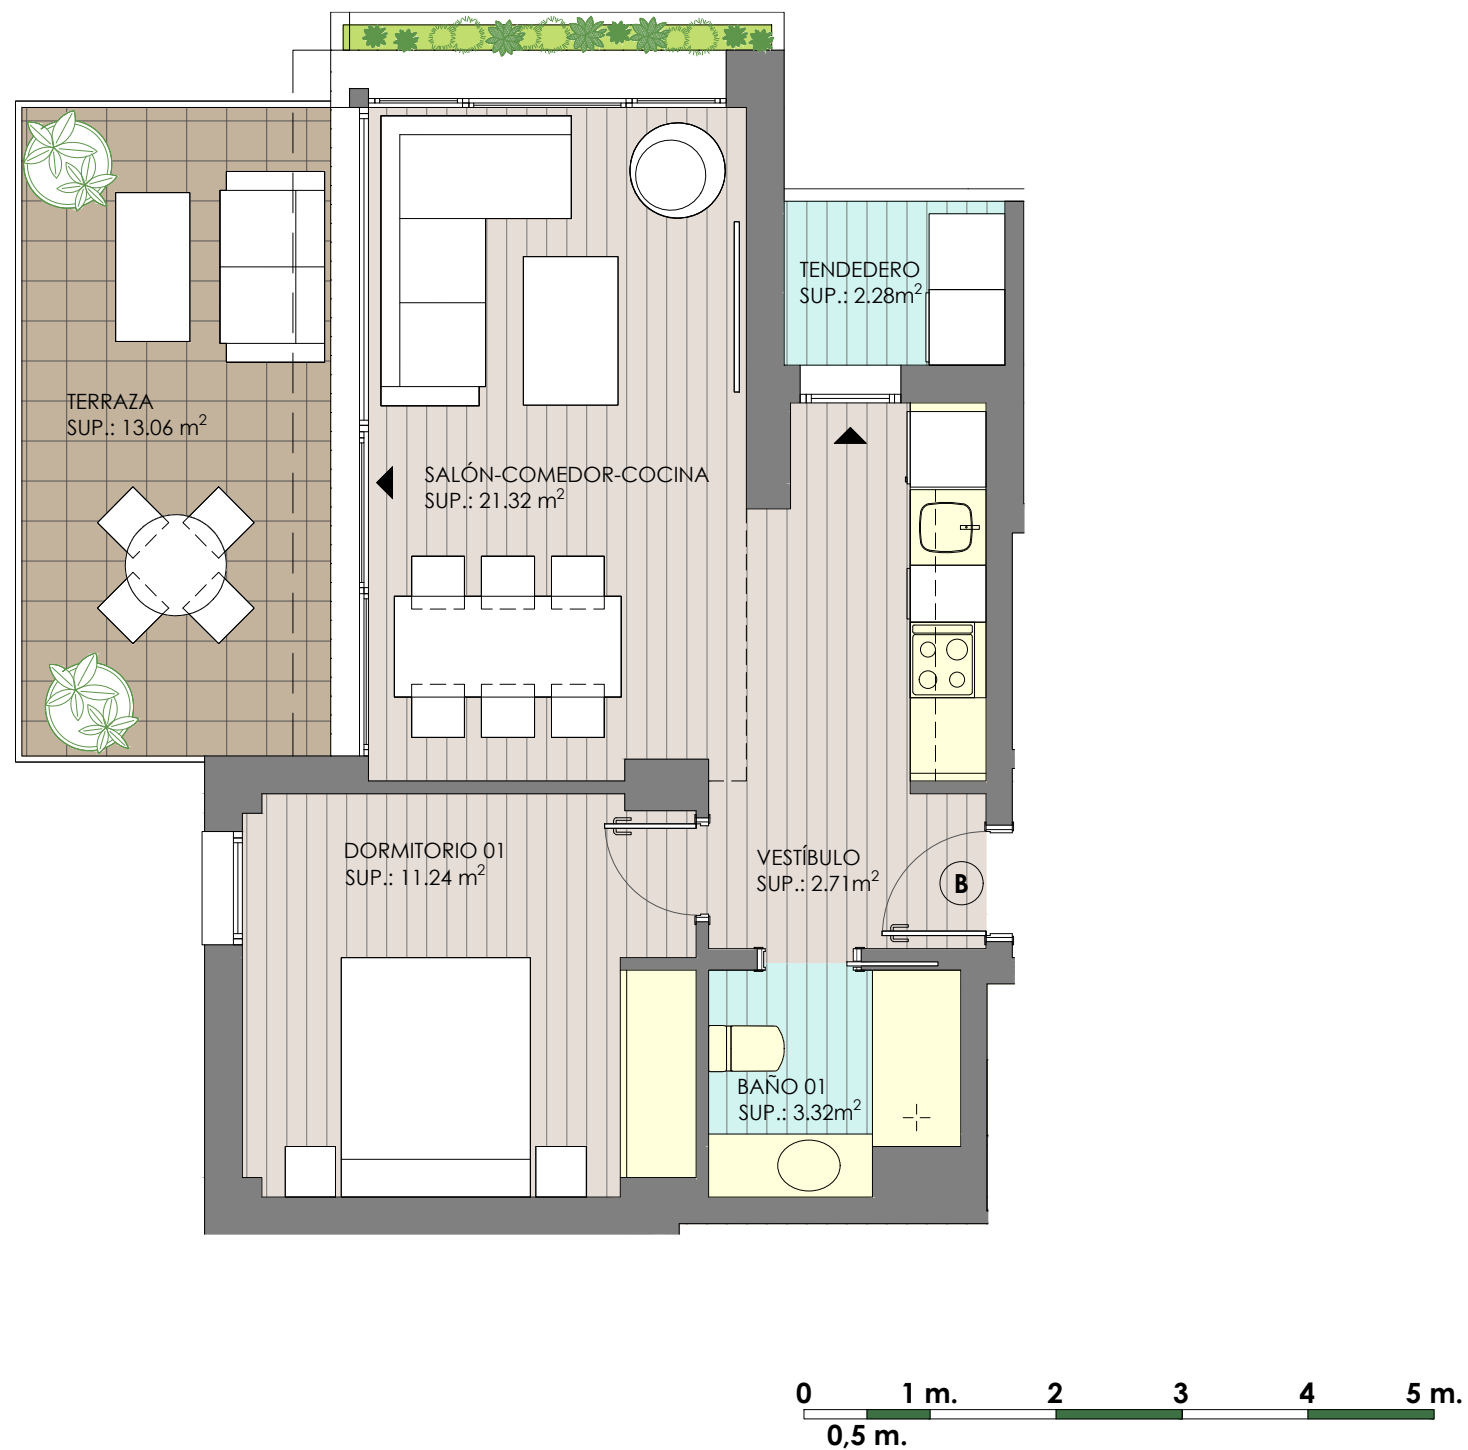 TENDEDERO
SUP.: 2.28m²
TERRAZA
SUP.: 13.06 m²
SALÓN-COMEDOR-COCINA
SUP.: 21.32 m²
DORMITORIO 01
SUP.: 11.24 m²
VESTÍBULO
SUP.: 2.71m²
B
BAÑO 01
SUP.: 3.32m²
0 1 m. 2 3 4 5 m.
0,5 m.